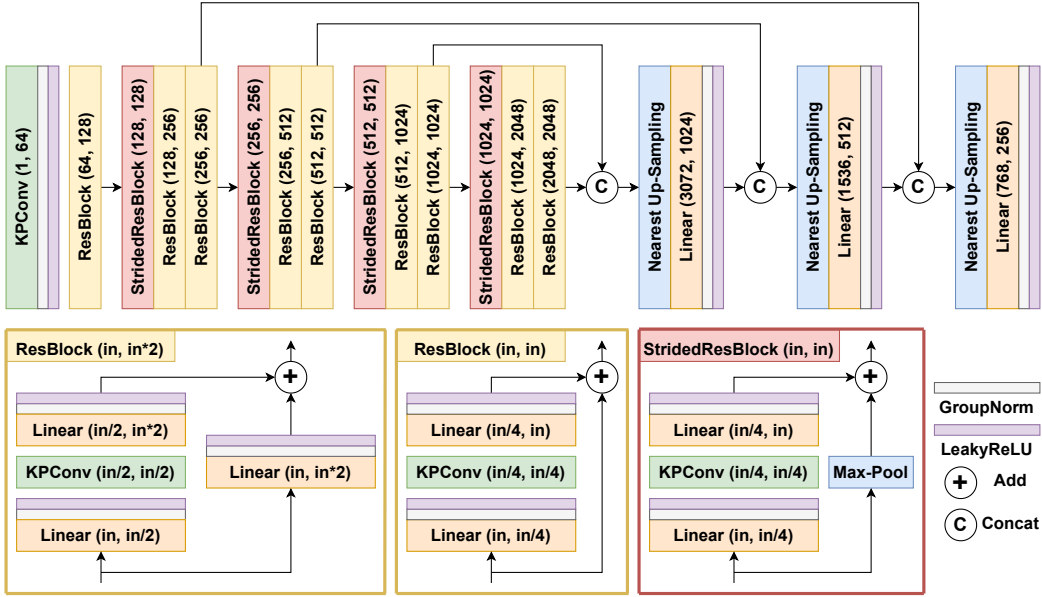 KPConv (1, 64)
ResBlock (64, 128)
StridedResBlock (128, 128)
ResBlock (128, 256)
ResBlock (256, 256)
StridedResBlock (256, 256)
ResBlock (256, 512)
ResBlock (512, 512)
StridedResBlock (512, 512)
ResBlock (512, 1024)
ResBlock (1024, 1024)
StridedResBlock (1024, 1024)
ResBlock (1024, 2048)
ResBlock (2048, 2048)
C
Nearest Up-Sampling
Linear (3072, 1024)
C
Nearest Up-Sampling
Linear (1536, 512)
C
Nearest Up-Sampling
Linear (768, 256)
ResBlock (in, in*2)
+
Linear (in/2, in*2)
KPConv (in/2, in/2)
Linear (in, in*2)
Linear (in, in/2)
ResBlock (in, in)
+
Linear (in/4, in)
KPConv (in/4, in/4)
Linear (in, in/4)
StridedResBlock (in, in)
+
Linear (in/4, in)
KPConv (in/4, in/4)
Max-Pool
Linear (in, in/4)
GroupNorm
LeakyReLU
+ Add
C Concat